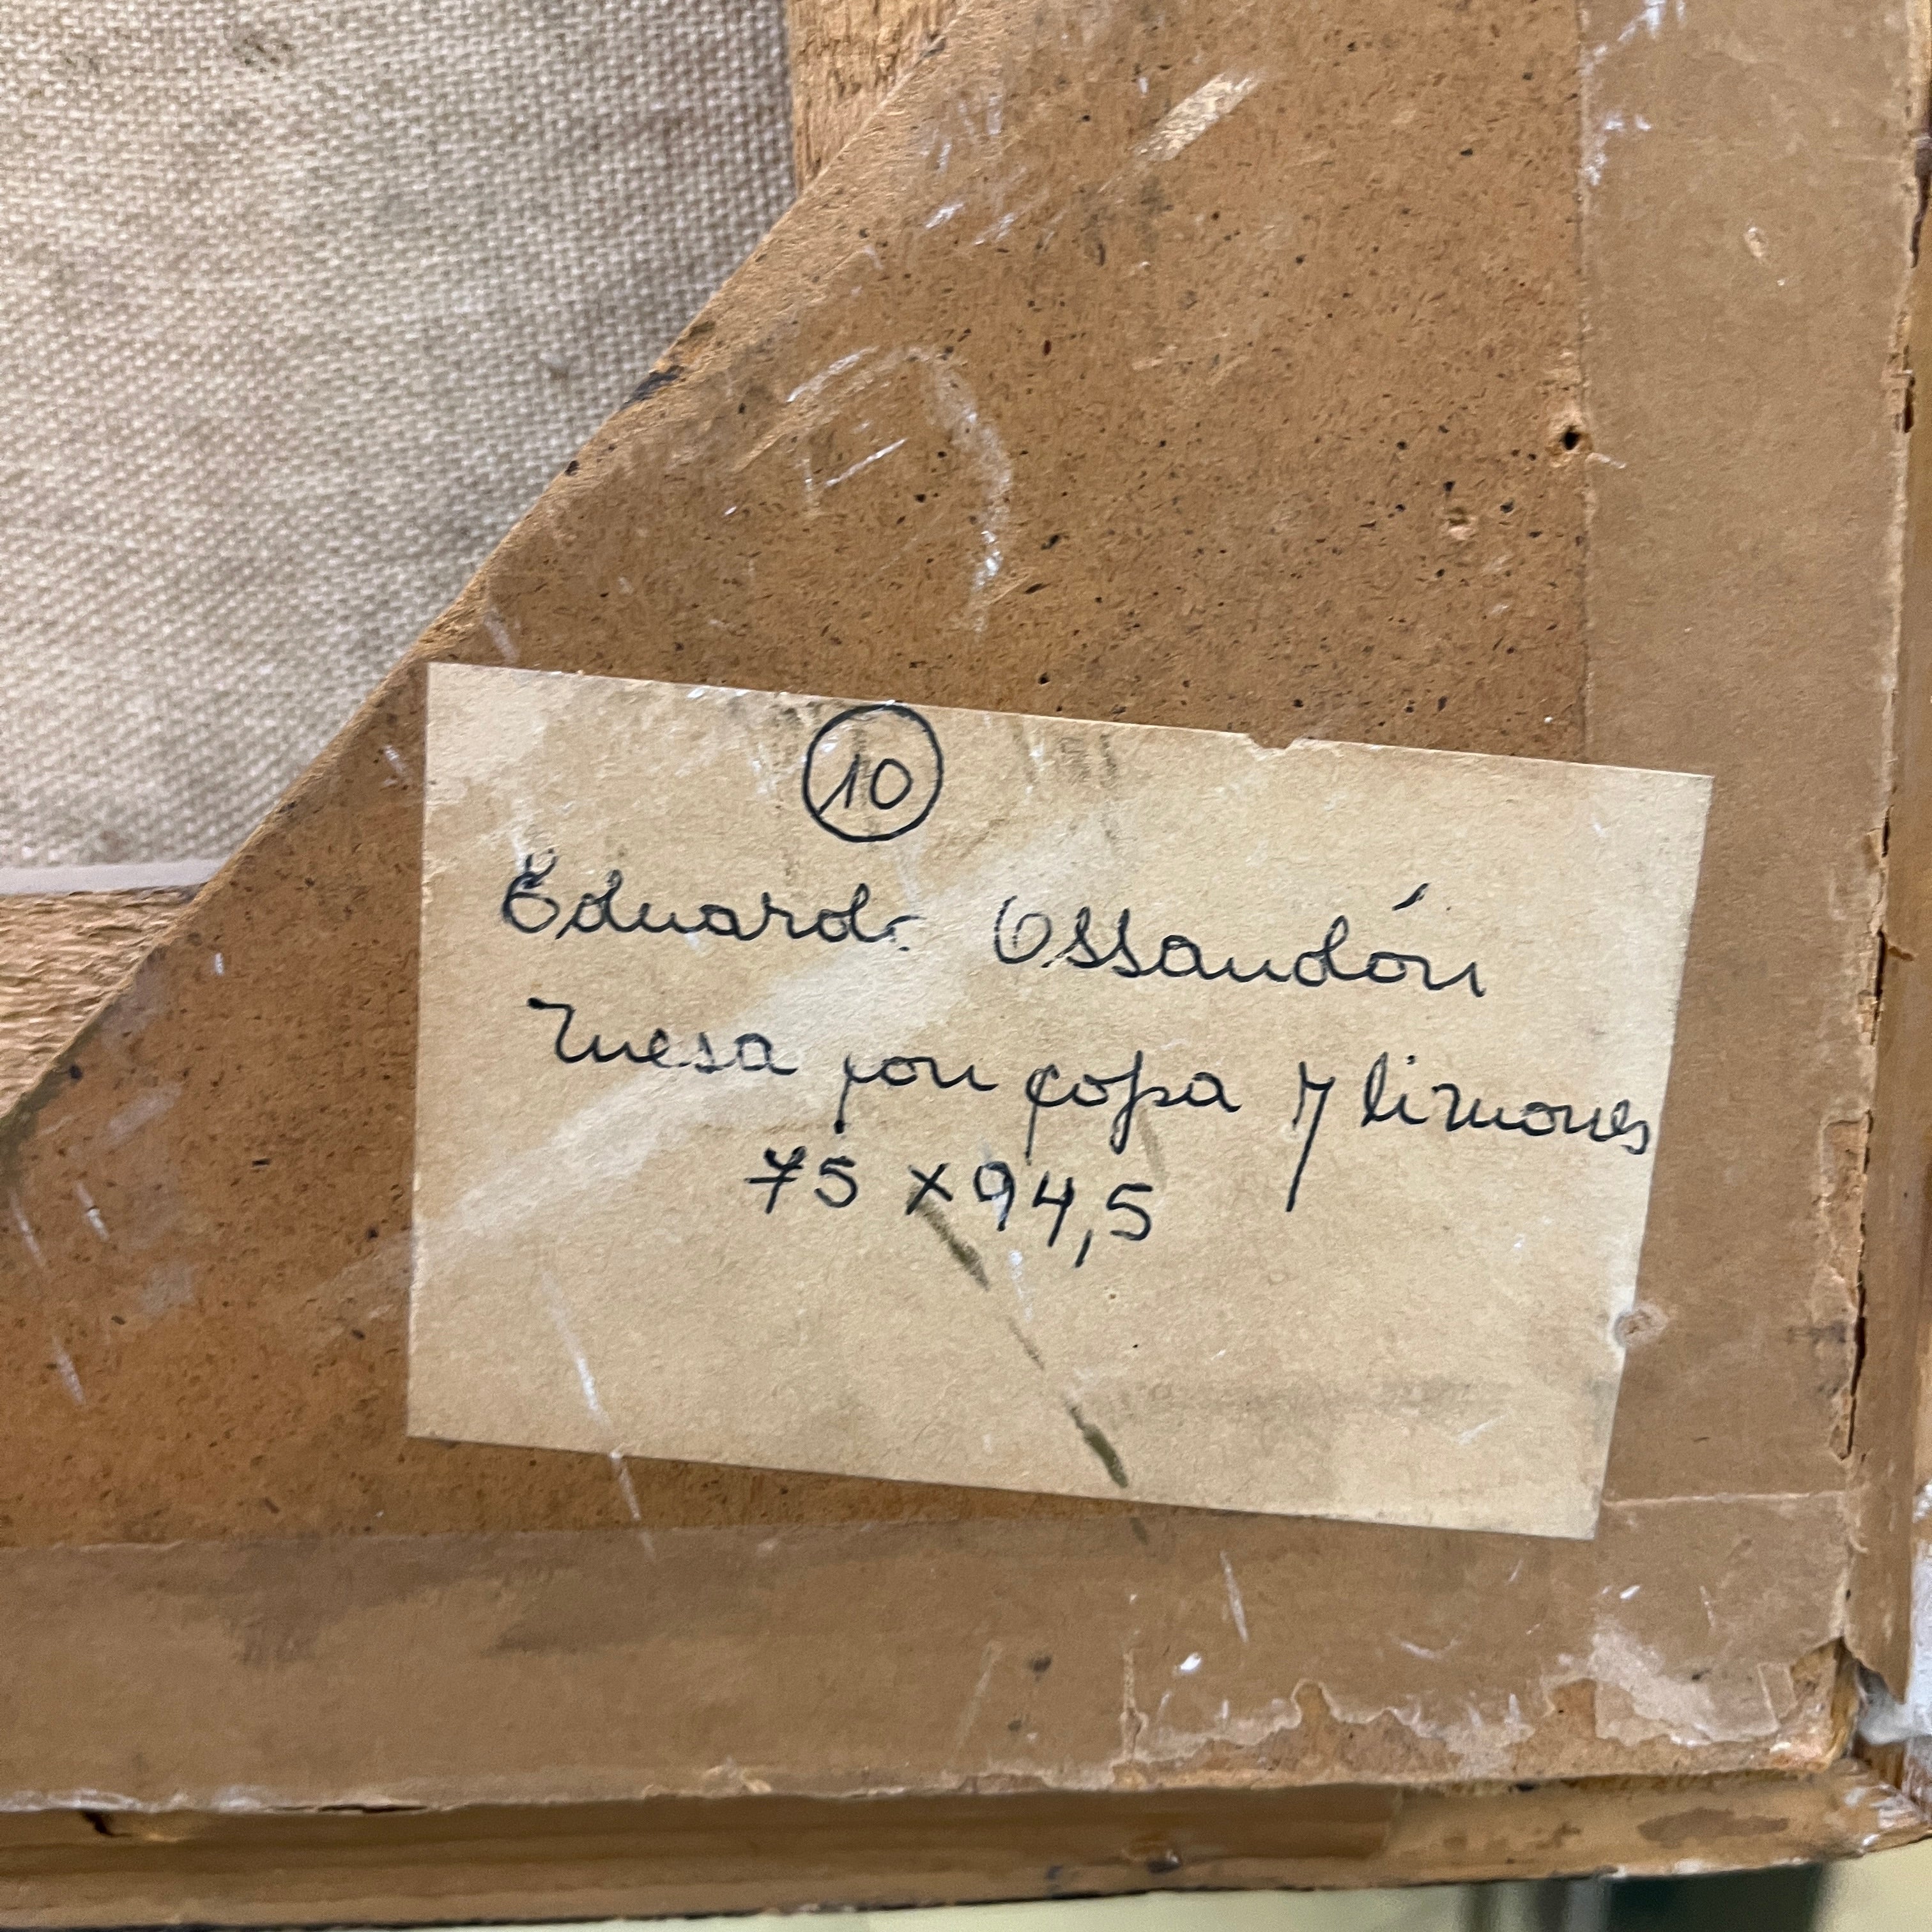 10
Eduardo Ossandón
Mesa con copa y limones
75 x 94,5